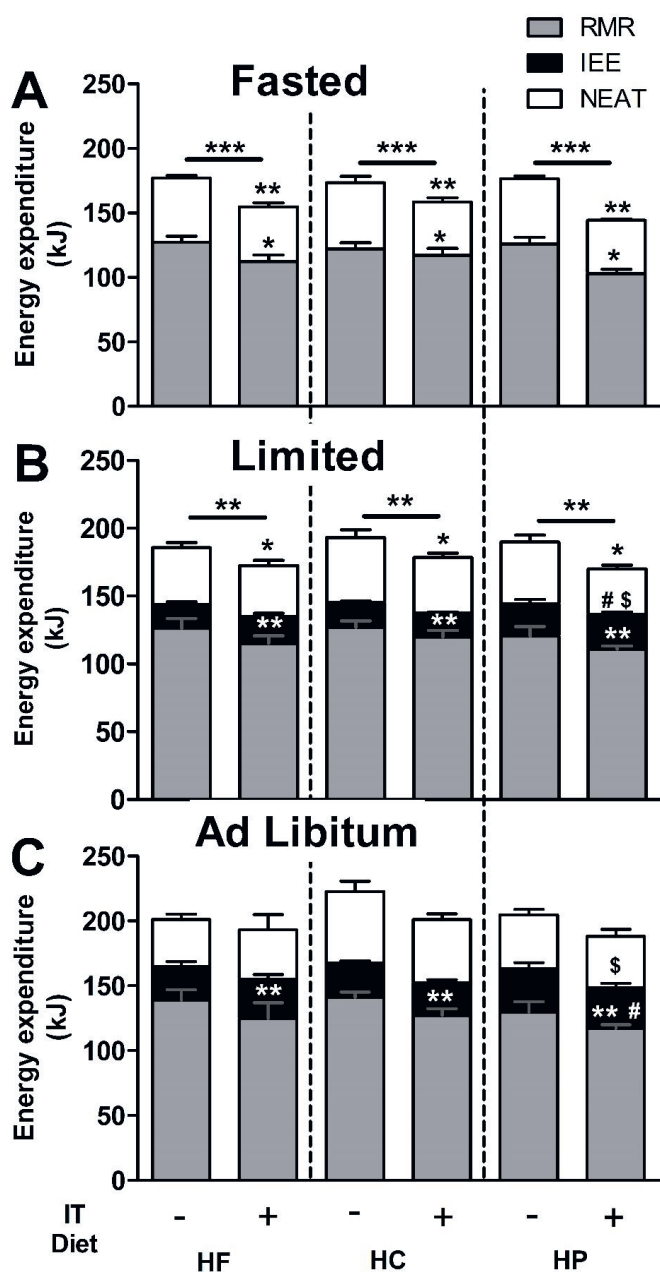 RMR
IEE
NEAT
A
Fasted
Energy expenditure
(kJ)
250
200
150
100
50
0
*** *** ***
** ** **
* * *
B
Limited
Energy expenditure
(kJ)
250
200
150
100
50
0
** ** **
* * *
# $
** ** **
C
Ad Libitum
Energy expenditure
(kJ)
250
200
150
100
50
0
$
** ** ** #
IT - + - + - +
Diet HF HC HP